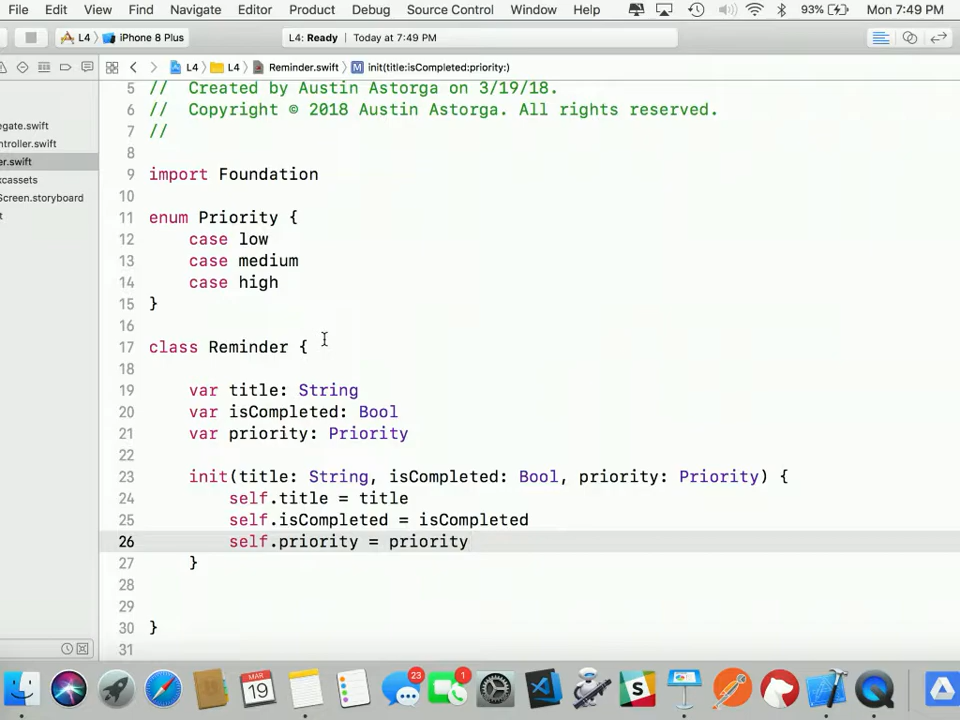 File Edit View Find Navigate Editor Product Debug Source Control Window Help 93% Mon 7:49 PM
L4 iPhone 8 Plus L4: Ready Today at 7:49 PM
L4 L4 Reminder.swift M init(title:isCompleted:priority:)
5 // Created by Austin Astorga on 3/19/18.
6 // Copyright © 2018 Austin Astorga. All rights reserved.
7 //
8
9 import Foundation
10
11 enum Priority {
12 case low
13 case medium
14 case high
15 }
16
17 class Reminder {
18
19 var title: String
20 var isCompleted: Bool
21 var priority: Priority
22
23 init(title: String, isCompleted: Bool, priority: Priority) {
24 self.title = title
25 self.isCompleted = isCompleted
26 self.priority = priority
27 }
28
29
30 }
31
egate.swift
ntroller.swift
er.swift
xcassets
Screen.storyboard
t
MAR
19
23
1